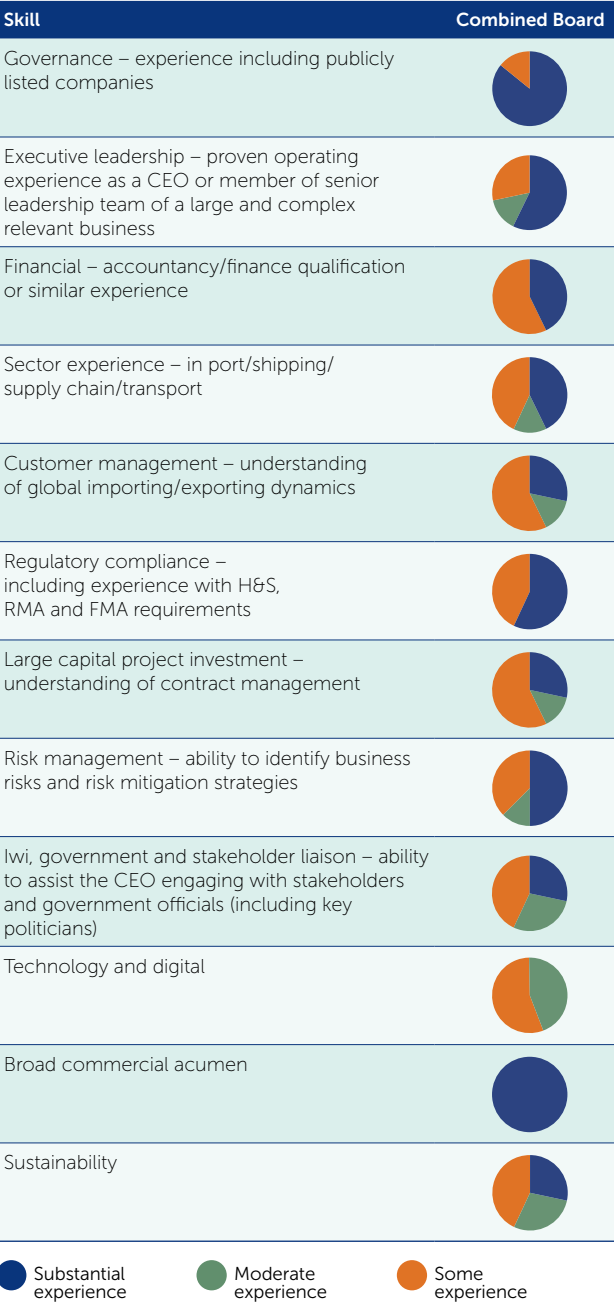 Skill Combined Board
Governance – experience including publicly
listed companies
Executive leadership – proven operating
experience as a CEO or member of senior
leadership team of a large and complex
relevant business
Financial – accountancy/finance qualification
or similar experience
Sector experience – in port/shipping/
supply chain/transport
Customer management – understanding
of global importing/exporting dynamics
Regulatory compliance –
including experience with H&S,
RMA and FMA requirements
Large capital project investment –
understanding of contract management
Risk management – ability to identify business
risks and risk mitigation strategies
Iwi, government and stakeholder liaison – ability
to assist the CEO engaging with stakeholders
and government officials (including key
politicians)
Technology and digital
Broad commercial acumen
Sustainability
Substantial
experience
Moderate
experience
Some
experience